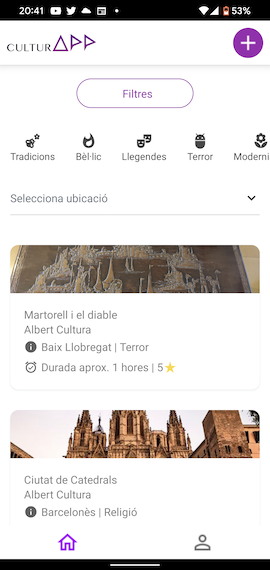 20:41
53%
CULTURAPP
Filtres
Tradicions Bèl·lic Llegendes Terror Moderni
Selecciona ubicació
Martorell i el diable
Albert Cultura
Baix Llobregat | Terror
Durada aprox. 1 hores | 5
Ciutat de Catedrals
Albert Cultura
Barcelonès | Religió